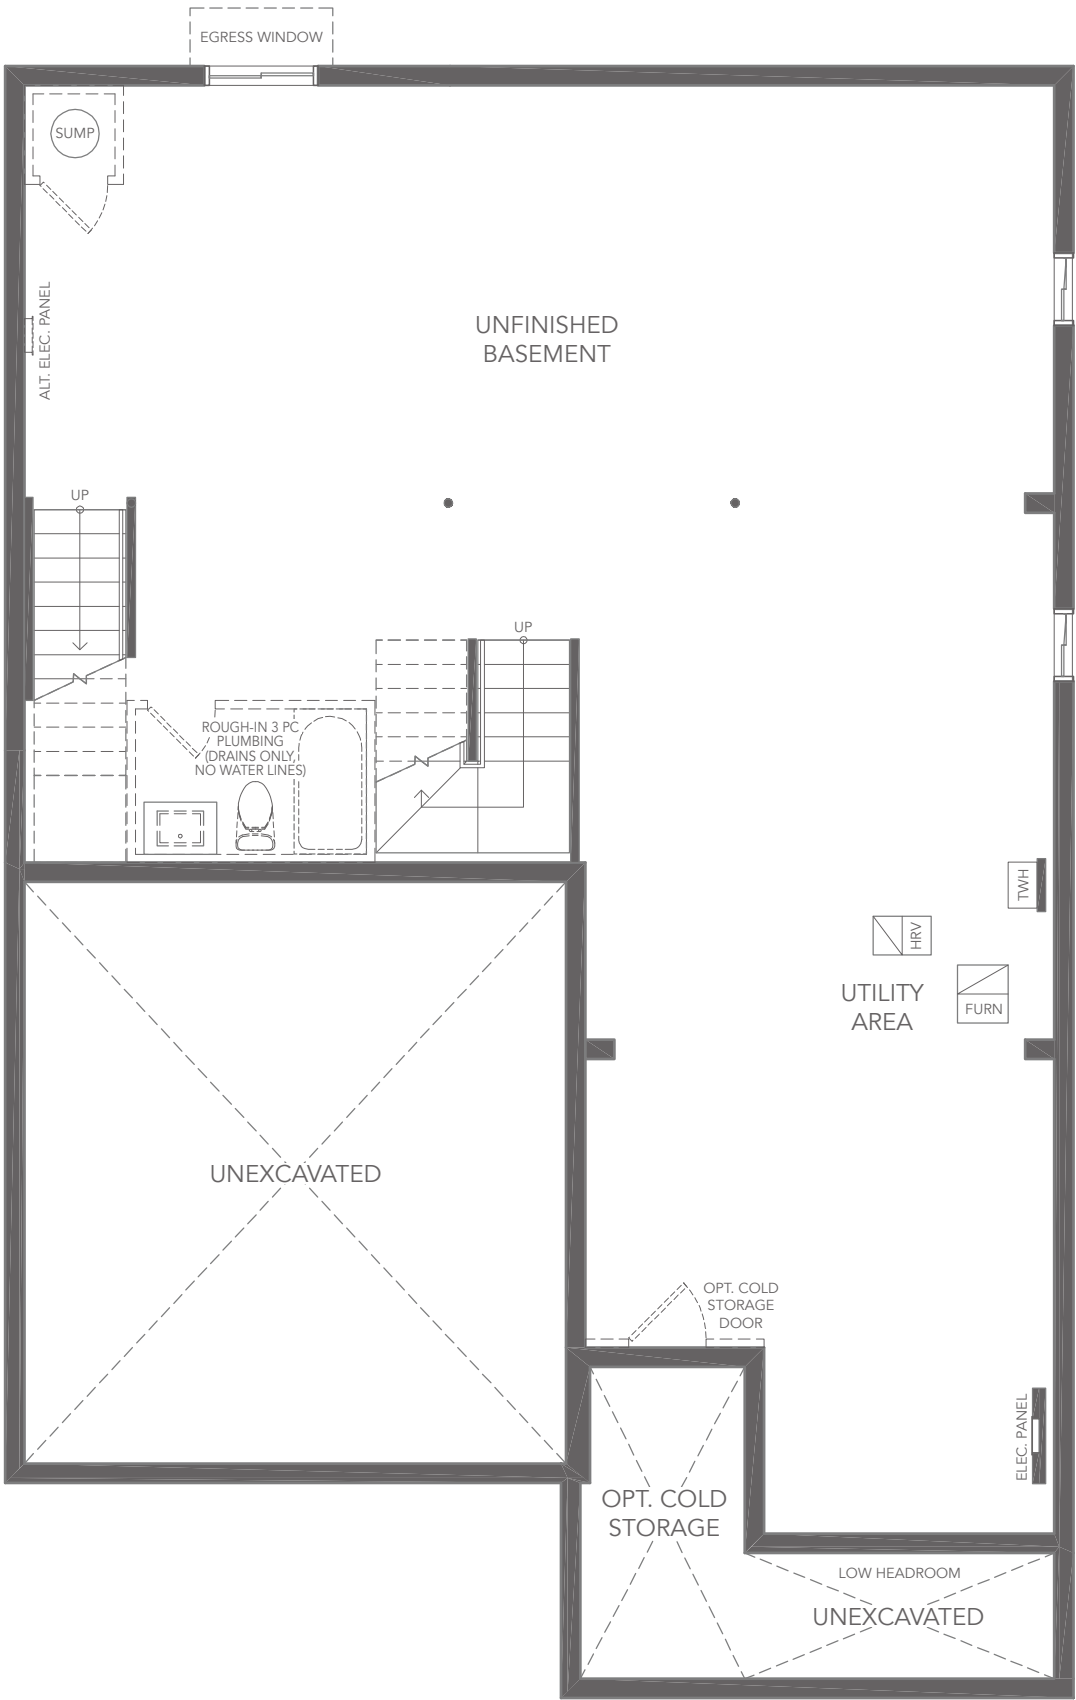 EGRESS WINDOW
SUMP
ALT. ELEC. PANEL
UNFINISHED
BASEMENT
UP
UP
ROUGH-IN 3 PC
PLUMBING
(DRAINS ONLY,
NO WATER LINES)
TWH
HRV
FURN
UTILITY
AREA
UNEXCAVATED
OPT. COLD
STORAGE
DOOR
ELEC. PANEL
OPT. COLD
STORAGE
LOW HEADROOM
UNEXCAVATED